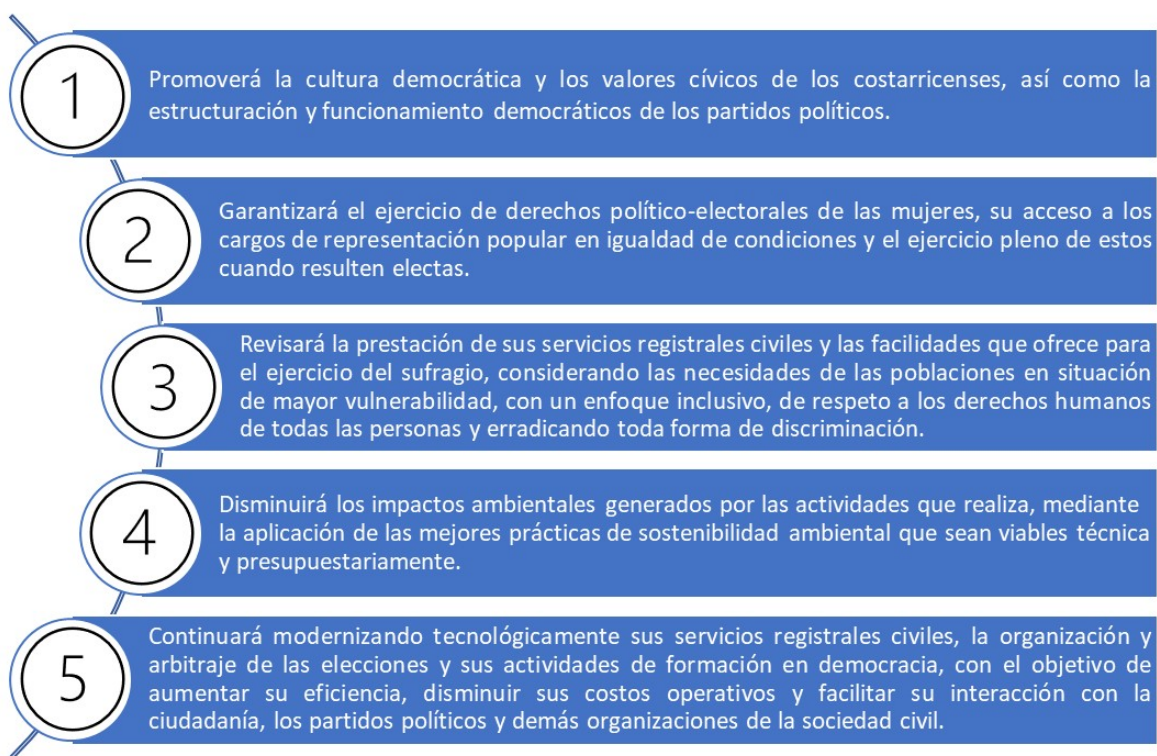 1
Promoverá la cultura democrática y los valores cívicos de los costarricenses, así como la
estructuración y funcionamiento democráticos de los partidos políticos.
2
Garantizará el ejercicio de derechos político-electorales de las mujeres, su acceso a los
cargos de representación popular en igualdad de condiciones y el ejercicio pleno de estos
cuando resulten electas.
3
Revisará la prestación de sus servicios registrales civiles y las facilidades que ofrece para
el ejercicio del sufragio, considerando las necesidades de las poblaciones en situación
de mayor vulnerabilidad, con un enfoque inclusivo, de respeto a los derechos humanos
de todas las personas y erradicando toda forma de discriminación.
4
Disminuirá los impactos ambientales generados por las actividades que realiza, mediante
la aplicación de las mejores prácticas de sostenibilidad ambiental que sean viables técnica
y presupuestariamente.
5
Continuará modernizando tecnológicamente sus servicios registrales civiles, la organización y
arbitraje de las elecciones y sus actividades de formación en democracia, con el objetivo de
aumentar su eficiencia, disminuir sus costos operativos y facilitar su interacción con la
ciudadanía, los partidos políticos y demás organizaciones de la sociedad civil.